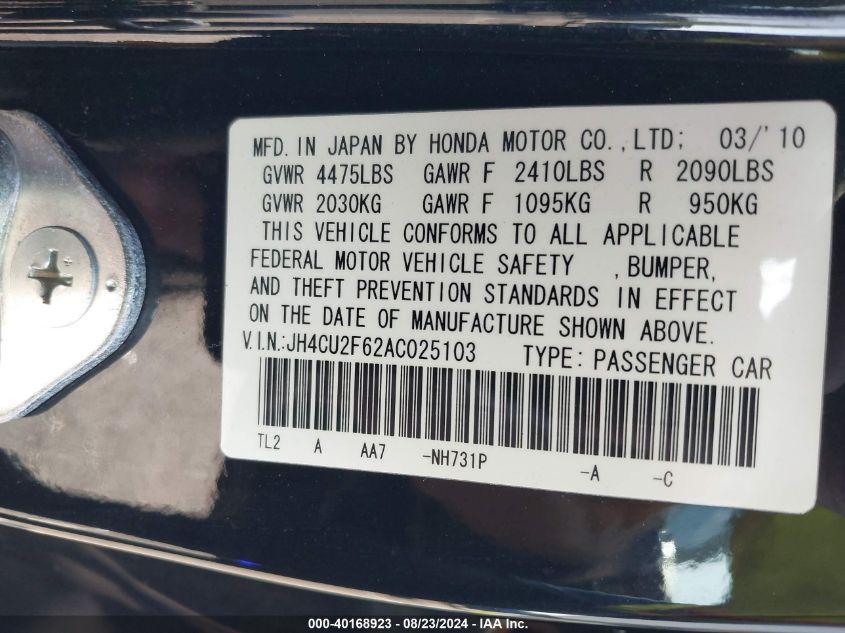 MFD. IN JAPAN BY HONDA MOTOR CO.,LTD; 03/'10
GVWR 4475LBS GAWR F 2410LBS R 2090LBS
GVWR 2030KG GAWR F 1095KG R 950KG
THIS VEHICLE CONFORMS TO ALL APPLICABLE
FEDERAL MOTOR VEHICLE SAFETY , BUMPER,
AND THEFT PREVENTION STANDARDS IN EFFECT
ON THE DATE OF MANUFACTURE SHOWN ABOVE.
V.I.N.:JH4CU2F62AC025103 TYPE: PASSENGER CAR
TL2 A AA7 -NH731P -A -C
000-40168923 - 08/23/2024 - IAA Inc.